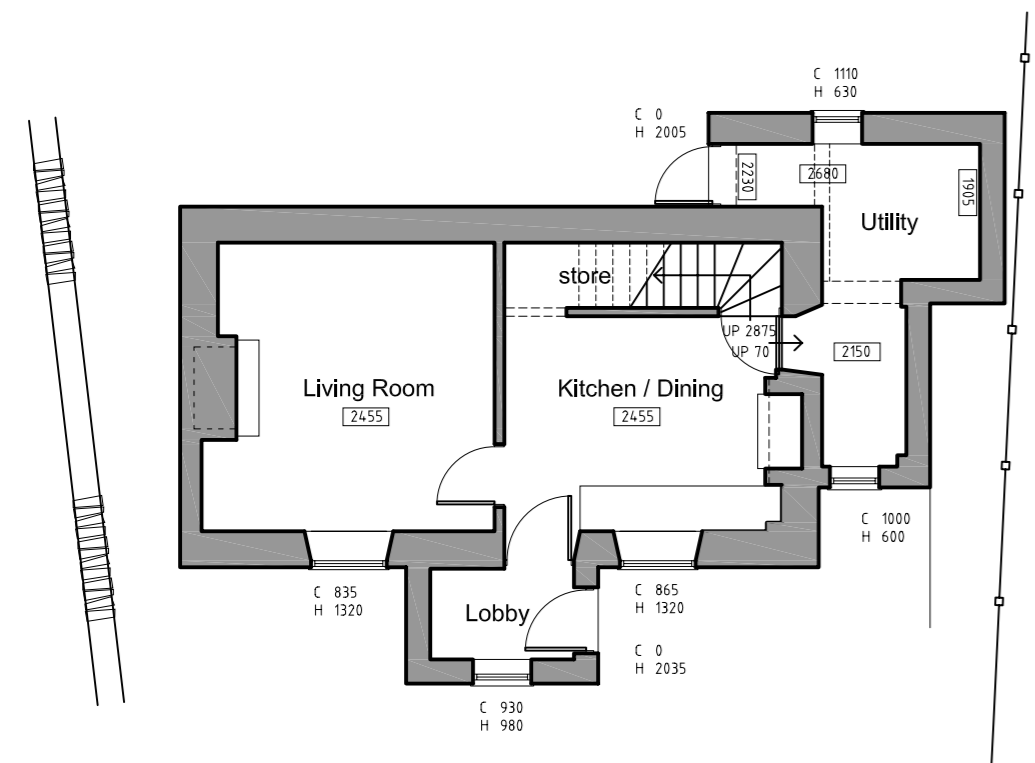 C 1110
H 630
C 0
H 2005
2230
2680
1905
Utility
store
UP 2875
UP 70
2150
Living Room
2455
Kitchen / Dining
2455
C 1000
H 600
C 835
H 1320
C 865
H 1320
Lobby
C 0
H 2035
C 930
H 980